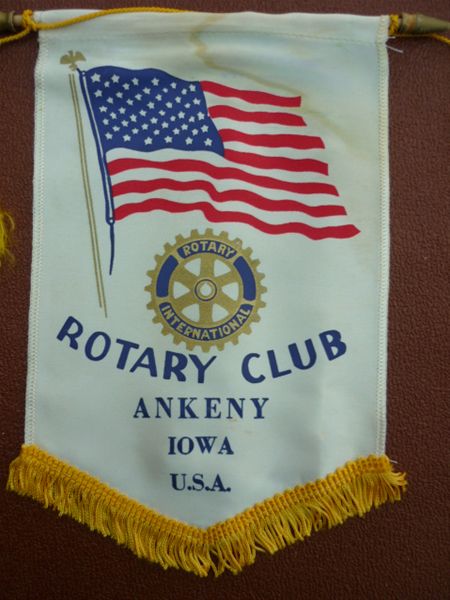 ROTARY
INTERNATIONAL
ROTARY CLUB
ANKENY
IOWA
U.S.A.